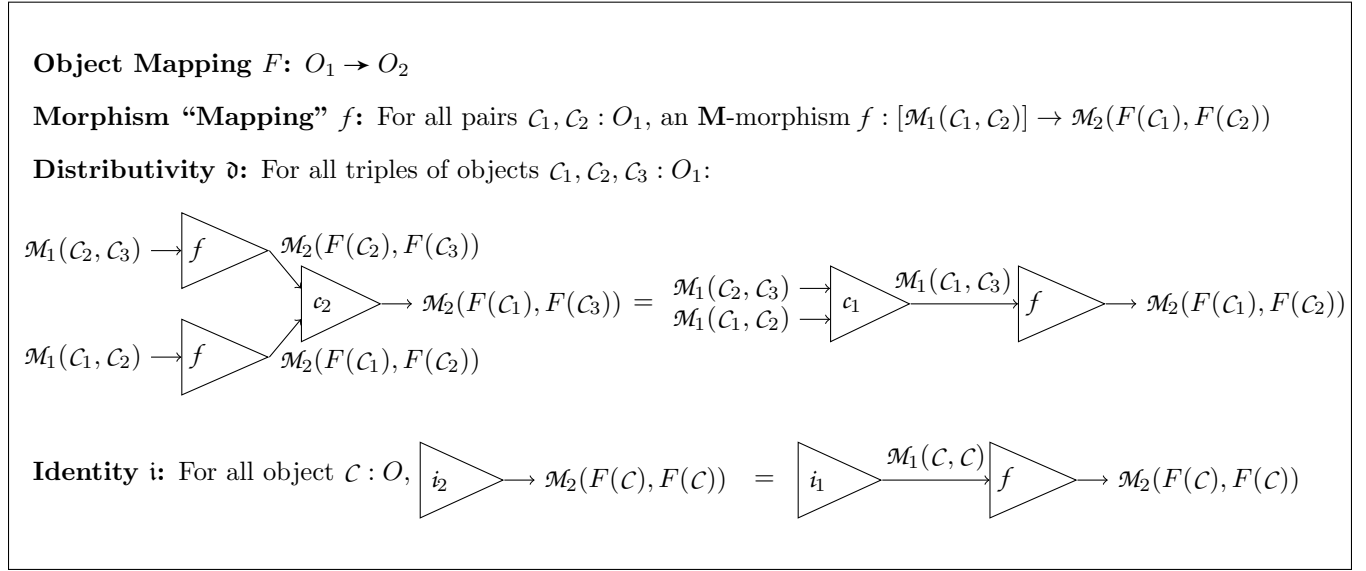 Object Mapping F: O₁ → O₂
Morphism “Mapping” f: For all pairs 𝒞₁, 𝒞₂ : O₁, an M-morphism f : [ℳ₁(𝒞₁, 𝒞₂)] → ℳ₂(F(𝒞₁), F(𝒞₂))
Distributivity 𝔡: For all triples of objects 𝒞₁, 𝒞₂, 𝒞₃ : O₁:
ℳ₁(𝒞₂, 𝒞₃) f ℳ₂(F(𝒞₂), F(𝒞₃))
c₂ ℳ₂(F(𝒞₁), F(𝒞₃)) =
ℳ₁(𝒞₁, 𝒞₂) f ℳ₂(F(𝒞₁), F(𝒞₂))
ℳ₁(𝒞₂, 𝒞₃)
ℳ₁(𝒞₁, 𝒞₂)
c₁ ℳ₁(𝒞₁, 𝒞₃) f ℳ₂(F(𝒞₁), F(𝒞₂))
Identity 𝔦: For all object 𝒞 : O, i₂ ℳ₂(F(𝒞), F(𝒞)) = i₁ ℳ₁(𝒞, 𝒞) f ℳ₂(F(𝒞), F(𝒞))